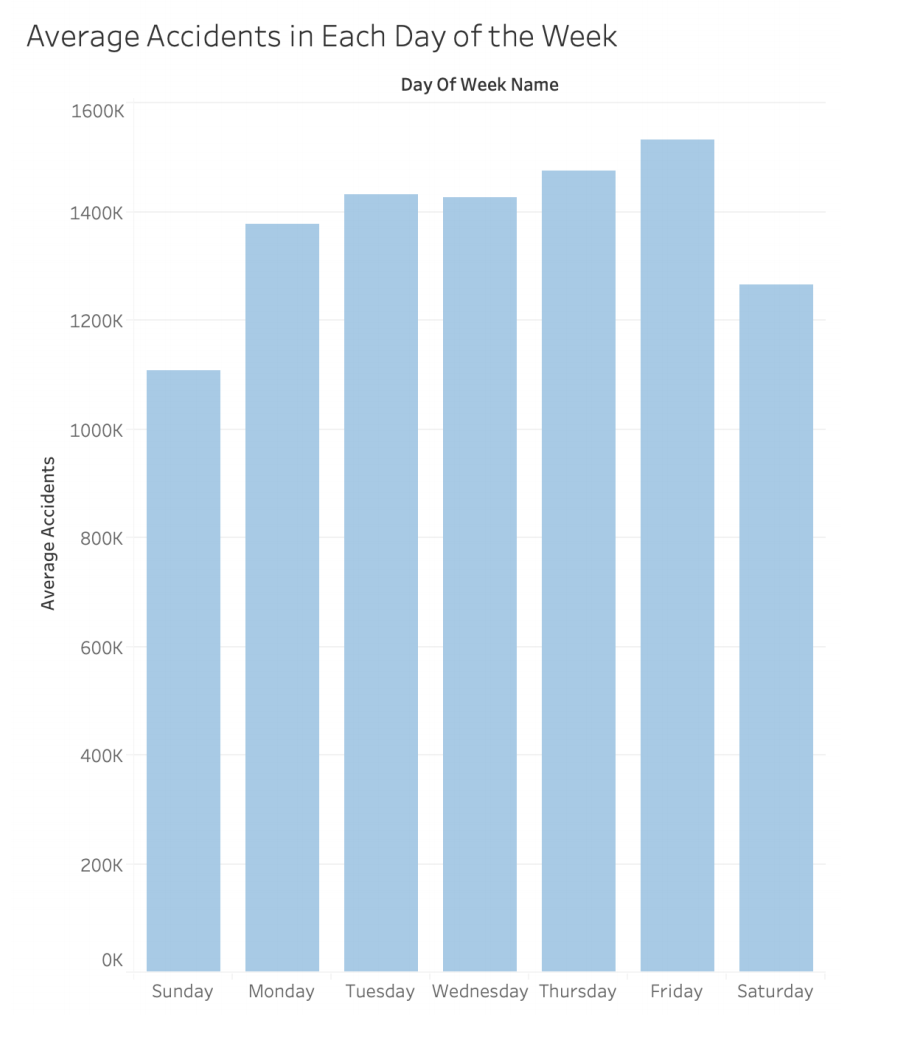 Average Accidents in Each Day of the Week
Day Of Week Name
1600K
1400K
1200K
1000K
800K
600K
400K
200K
0K
Average Accidents
Sunday Monday Tuesday Wednesday Thursday Friday Saturday